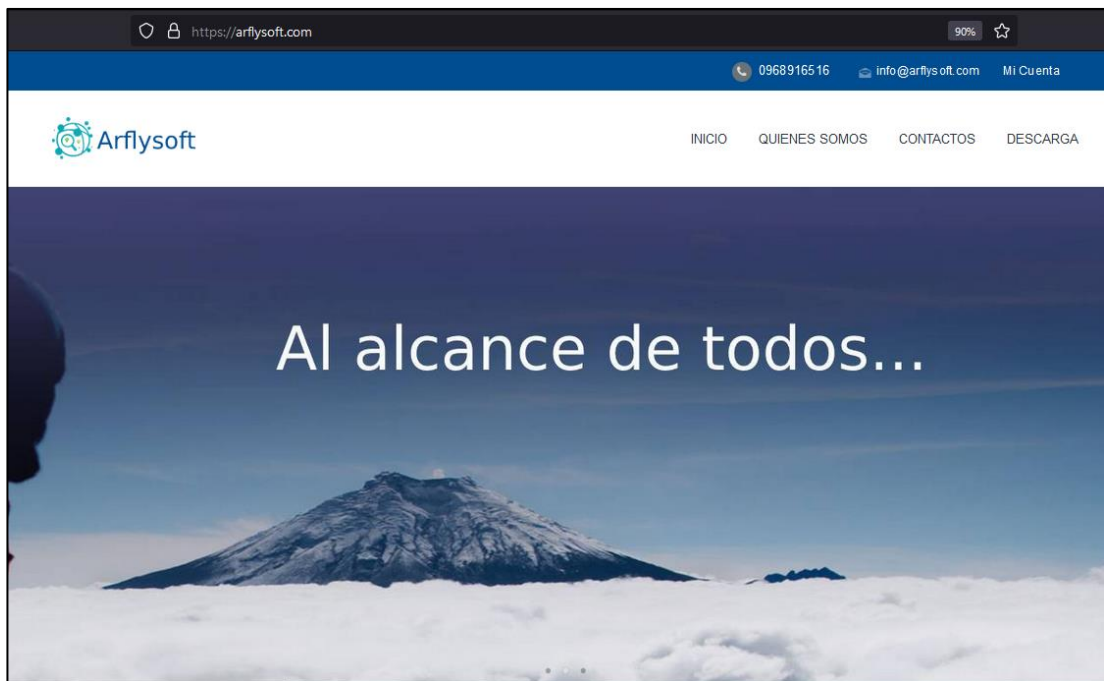 https://arflysoft.com 90%
0968916516 info@arflysoft.com Mi Cuenta
Arflysoft INICIO QUIENES SOMOS CONTACTOS DESCARGA
Al alcance de todos...